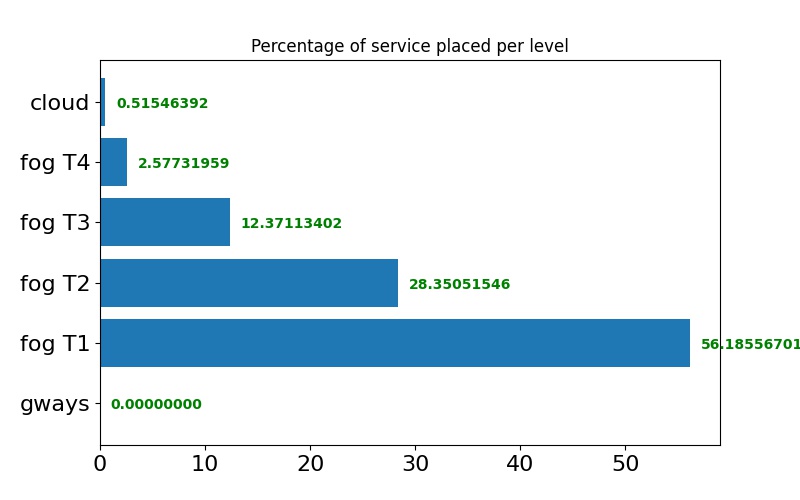 Percentage of service placed per level
cloud 0.51546392
fog T4 2.57731959
fog T3 12.37113402
fog T2 28.35051546
fog T1 56.18556701
gways 0.00000000
0 10 20 30 40 50